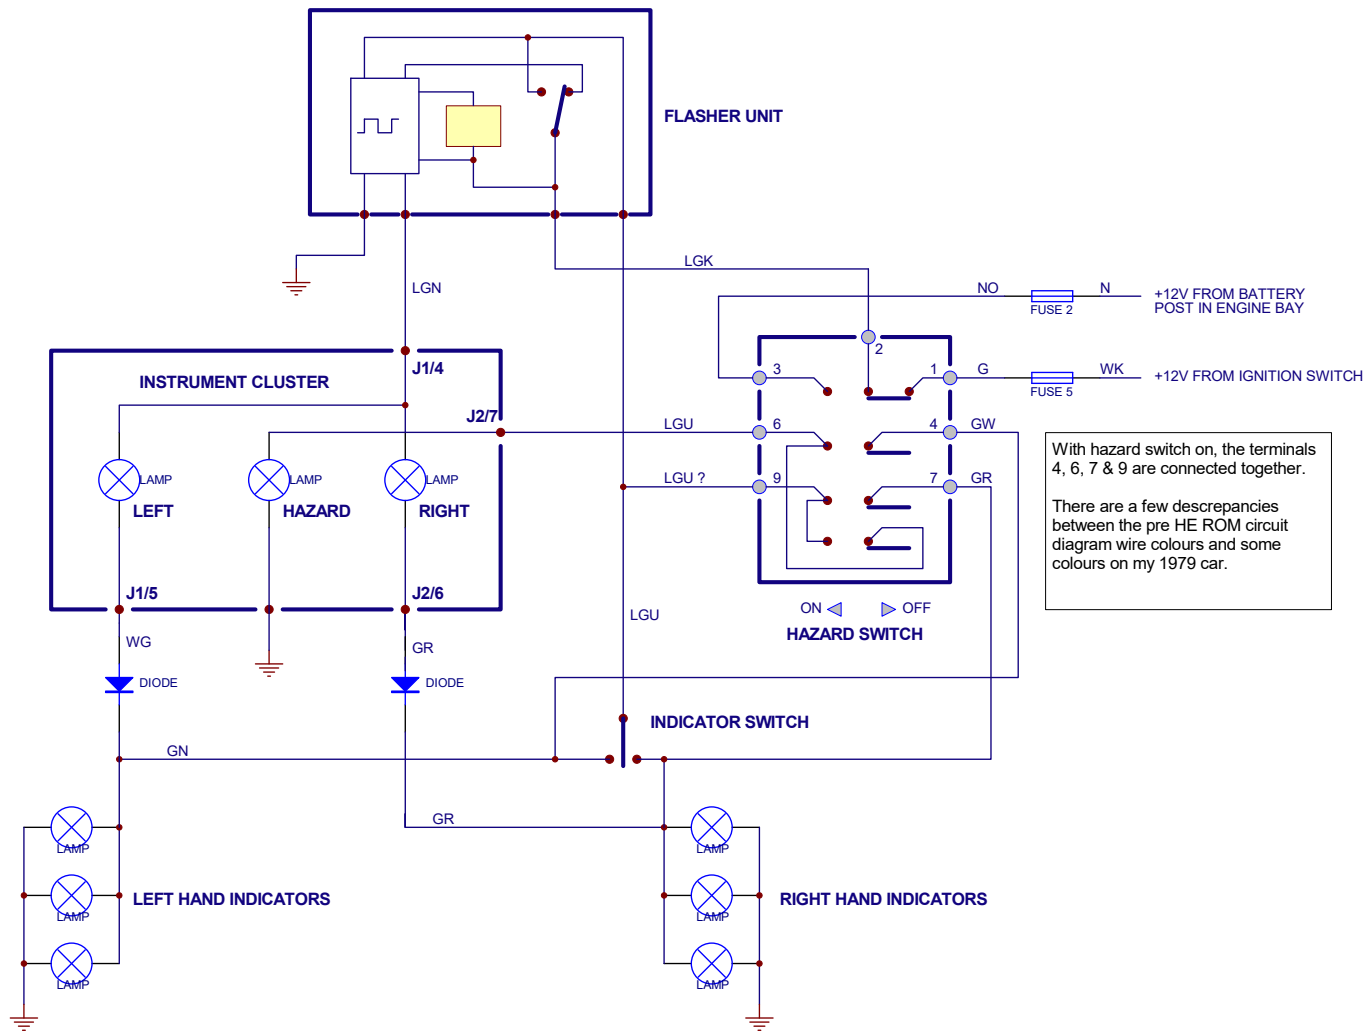 FLASHER UNIT
LGK
NO
N
+12V FROM BATTERY
POST IN ENGINE BAY
FUSE 2
LGN
2
J1/4
3
1
G
WK
+12V FROM IGNITION SWITCH
FUSE 5
INSTRUMENT CLUSTER
J2/7
LGU
6
4
GW
With hazard switch on, the terminals
4, 6, 7 & 9 are connected together.
There are a few descrepancies
between the pre HE ROM circuit
diagram wire colours and some
colours on my 1979 car.
LAMP
LAMP
LAMP
LGU ?
9
7
GR
LEFT
HAZARD
RIGHT
J1/5
J2/6
ON
OFF
LGU
HAZARD SWITCH
WG
GR
DIODE
DIODE
INDICATOR SWITCH
GN
GR
LAMP
LAMP
LEFT HAND INDICATORS
RIGHT HAND INDICATORS
LAMP
LAMP
LAMP
LAMP